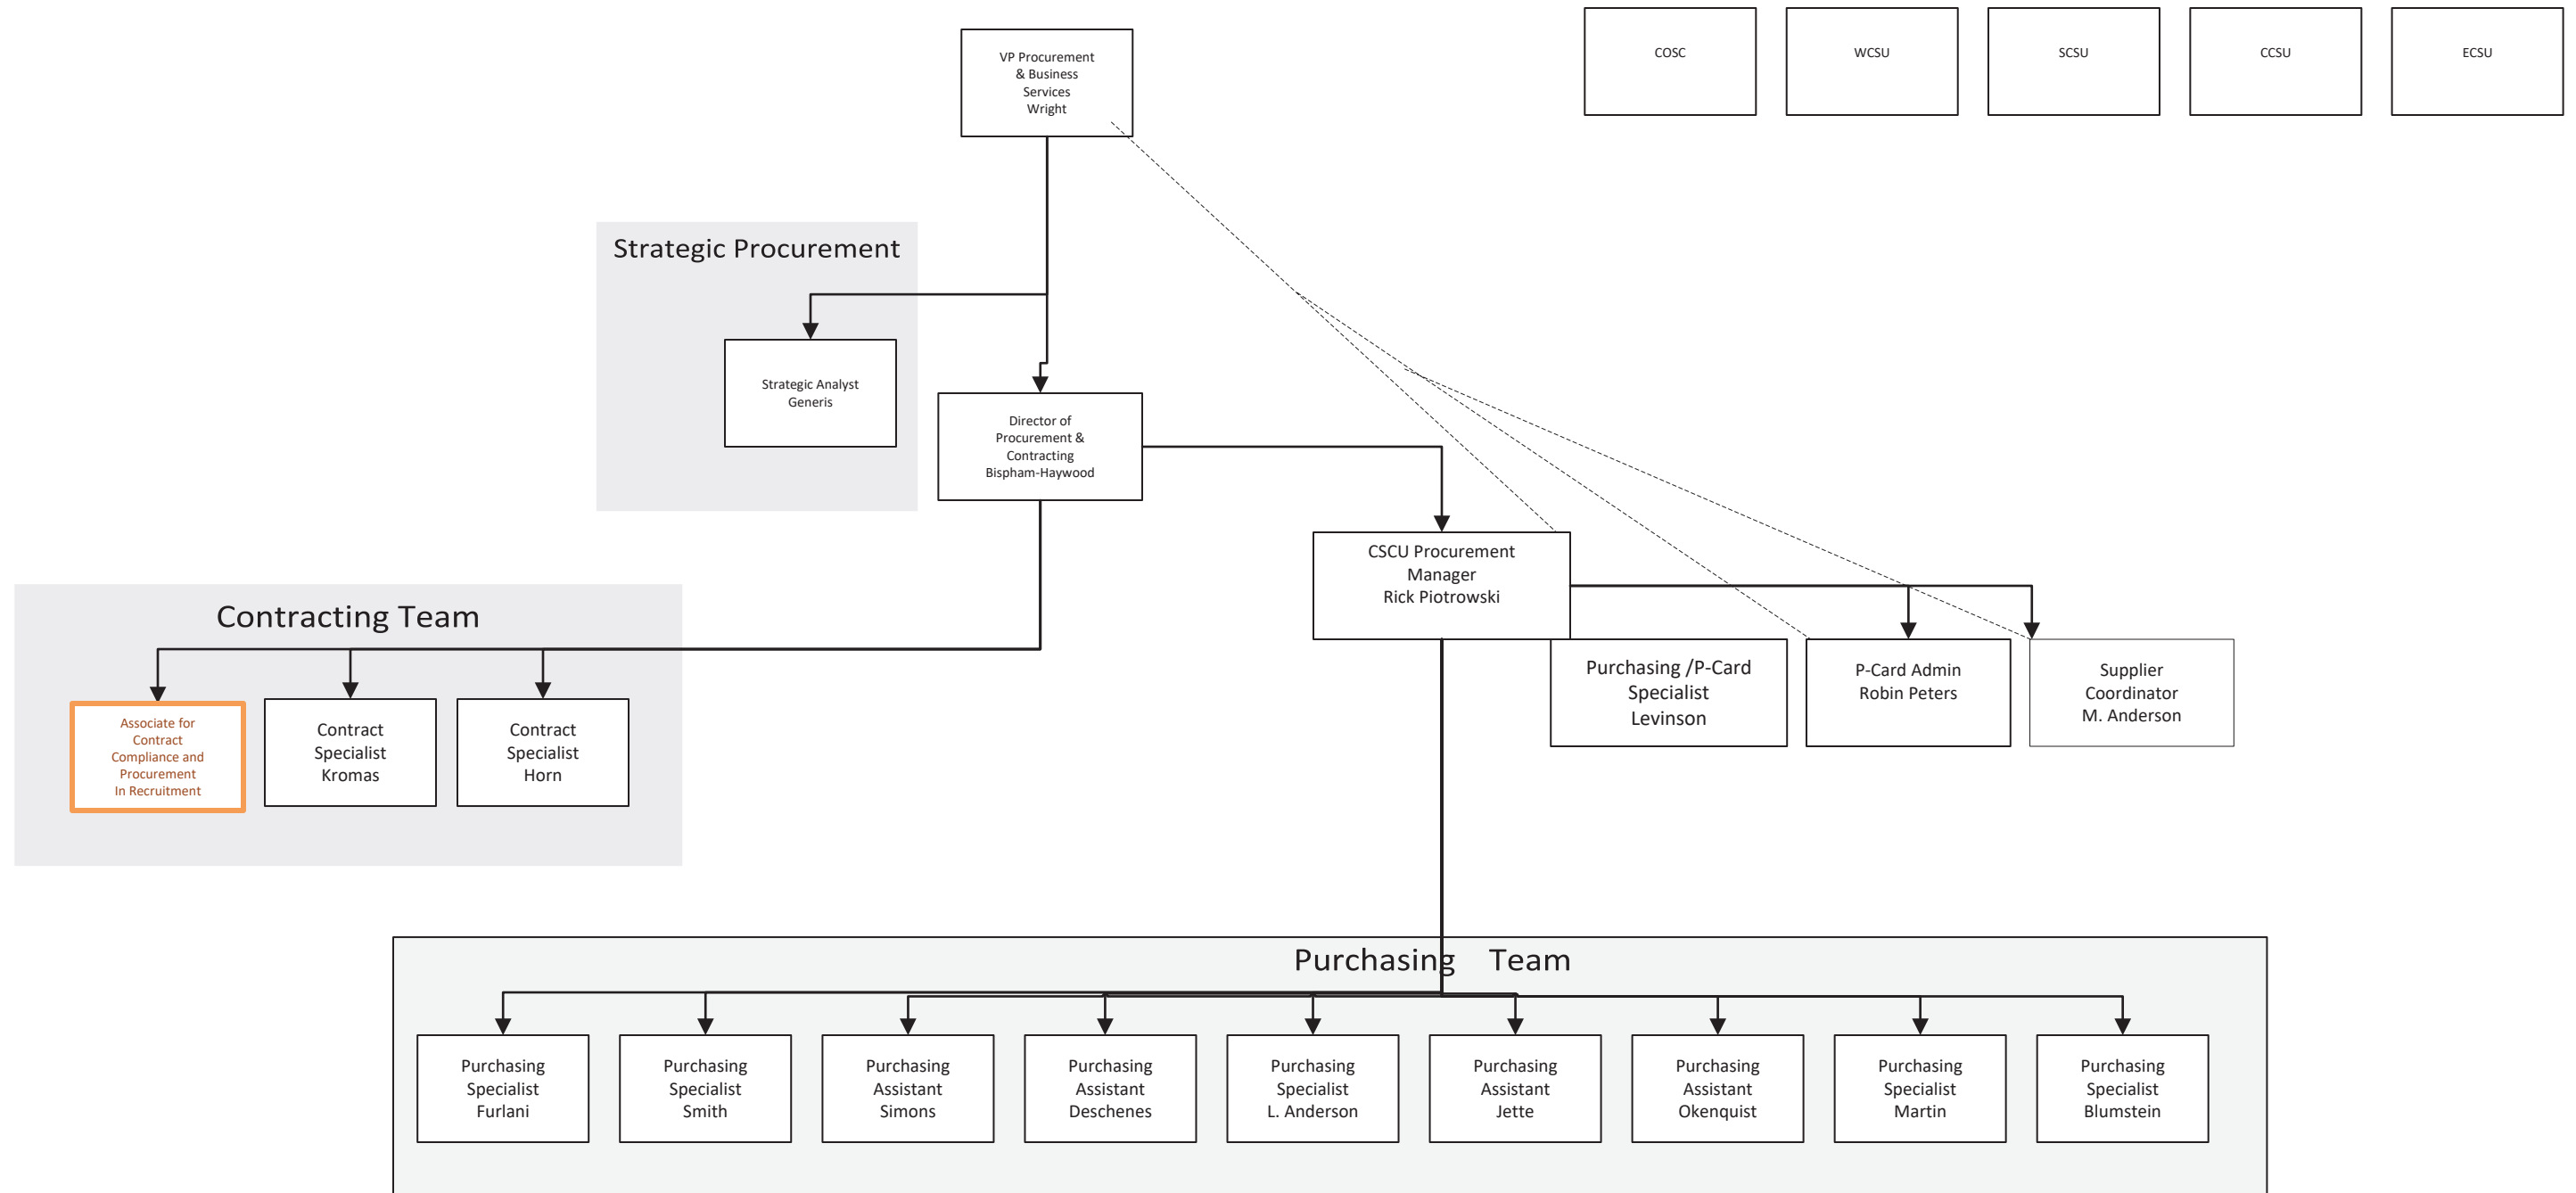 VP Procurement
& Business
Services
Wright
COSC
WCSU
SCSU
CCSU
ECSU
Strategic Procurement
Strategic Analyst
Generis
Director of
Procurement &
Contracting
Bispham-Haywood
CSCU Procurement
Manager
Rick Piotrowski
Contracting Team
Associate for
Contract
Compliance and
Procurement
In Recruitment
Contract
Specialist
Kromas
Contract
Specialist
Horn
Purchasing /P-Card
Specialist
Levinson
P-Card Admin
Robin Peters
Supplier
Coordinator
M. Anderson
Purchasing Team
Purchasing
Specialist
Furlani
Purchasing
Specialist
Smith
Purchasing
Assistant
Simons
Purchasing
Assistant
Deschenes
Purchasing
Specialist
L. Anderson
Purchasing
Assistant
Jette
Purchasing
Assistant
Okenquist
Purchasing
Specialist
Martin
Purchasing
Specialist
Blumstein